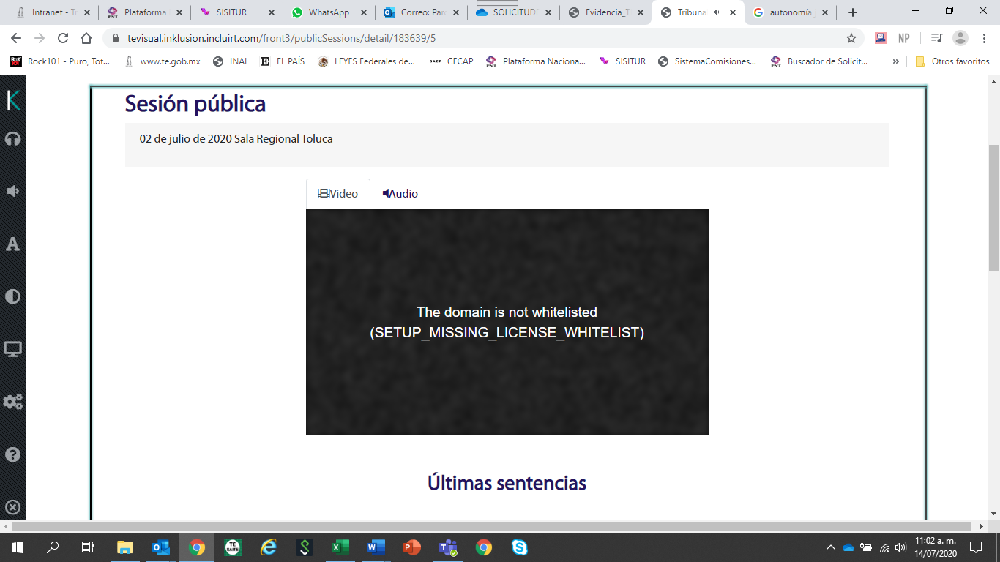 Intranet - Tr
Plataforma
SISITUR
WhatsApp
Correo: Parc
SOLICITUDE
Evidencia_T
Tribuna
autonomía
tevisual.inklusion.incluirt.com/front3/publicSessions/detail/183639/5
NP
Rock101 - Puro, Tot...
www.te.gob.mx
INAI
EL PAÍS
LEYES Federales de...
CECAP
Plataforma Naciona...
SISITUR
SistemaComisiones...
Buscador de Solicit...
»
Otros favoritos
Sesión pública
02 de julio de 2020 Sala Regional Toluca
Video
Audio
The domain is not whitelisted
(SETUP_MISSING_LICENSE_WHITELIST)
Últimas sentencias
11:02 a. m.
14/07/2020